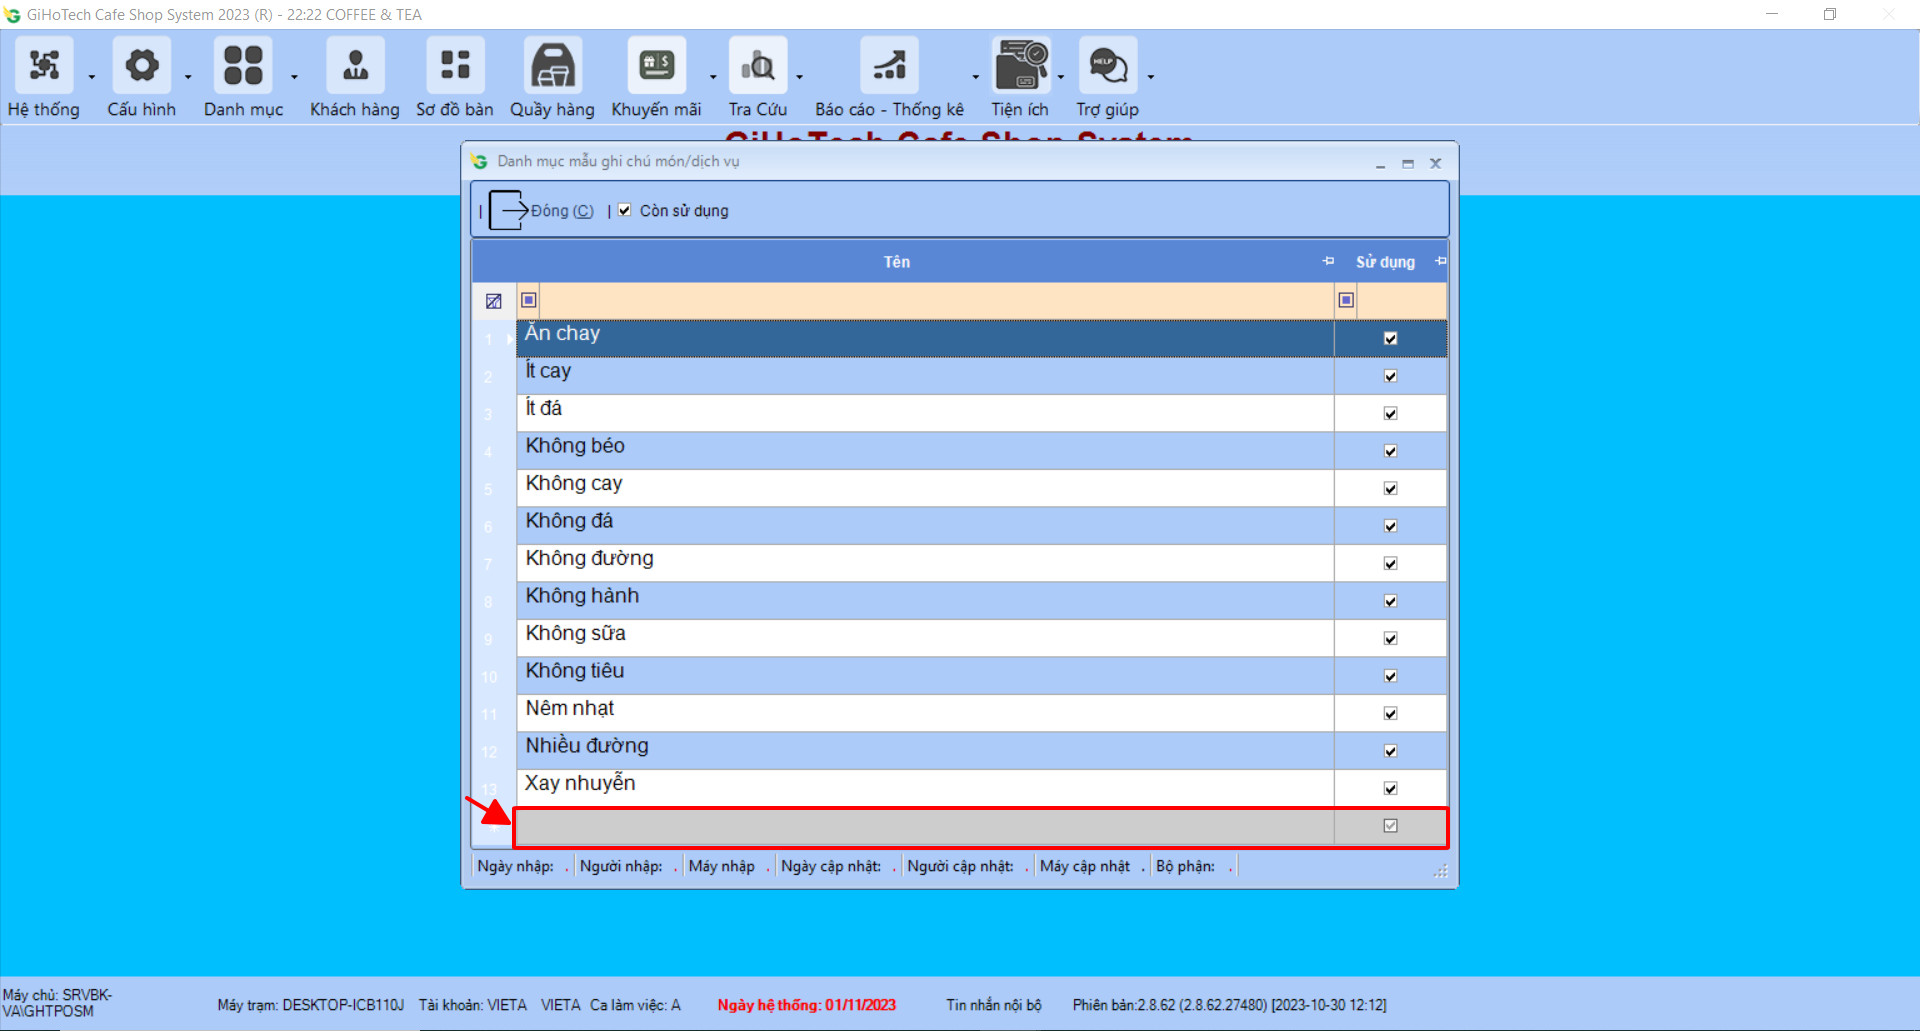 GiHoTech Cafe Shop System 2023 (R) - 22:22 COFFEE & TEA
Hệ thống
Cấu hình
Danh mục
Khách hàng
Sơ đồ bàn
Quầy hàng
Khuyến mãi
Tra Cứu
Báo cáo - Thống kê
Tiện ích
HELP
Trợ giúp
GiHoTech Cafe Shop System
Danh mục mẫu ghi chú món/dịch vụ
Đóng (C) | Còn sử dụng
Tên Sử dụng
1 Ăn chay
2 Ít cay
3 Ít đá
4 Không béo
5 Không cay
6 Không đá
7 Không đường
8 Không hành
9 Không sữa
10 Không tiêu
11 Nêm nhạt
12 Nhiều đường
13 Xay nhuyễn
*
Ngày nhập: . Người nhập: . Máy nhập . Ngày cập nhật: . Người cập nhật: . Máy cập nhật . Bộ phận: .
Máy chủ: SRVBK-
VA\GHTPOSM
Máy trạm: DESKTOP-ICB110J Tài khoản: VIETA VIETA Ca làm việc: A Ngày hệ thống: 01/11/2023 Tin nhắn nội bộ Phiên bản:2.8.62 (2.8.62.27480) [2023-10-30 12:12]